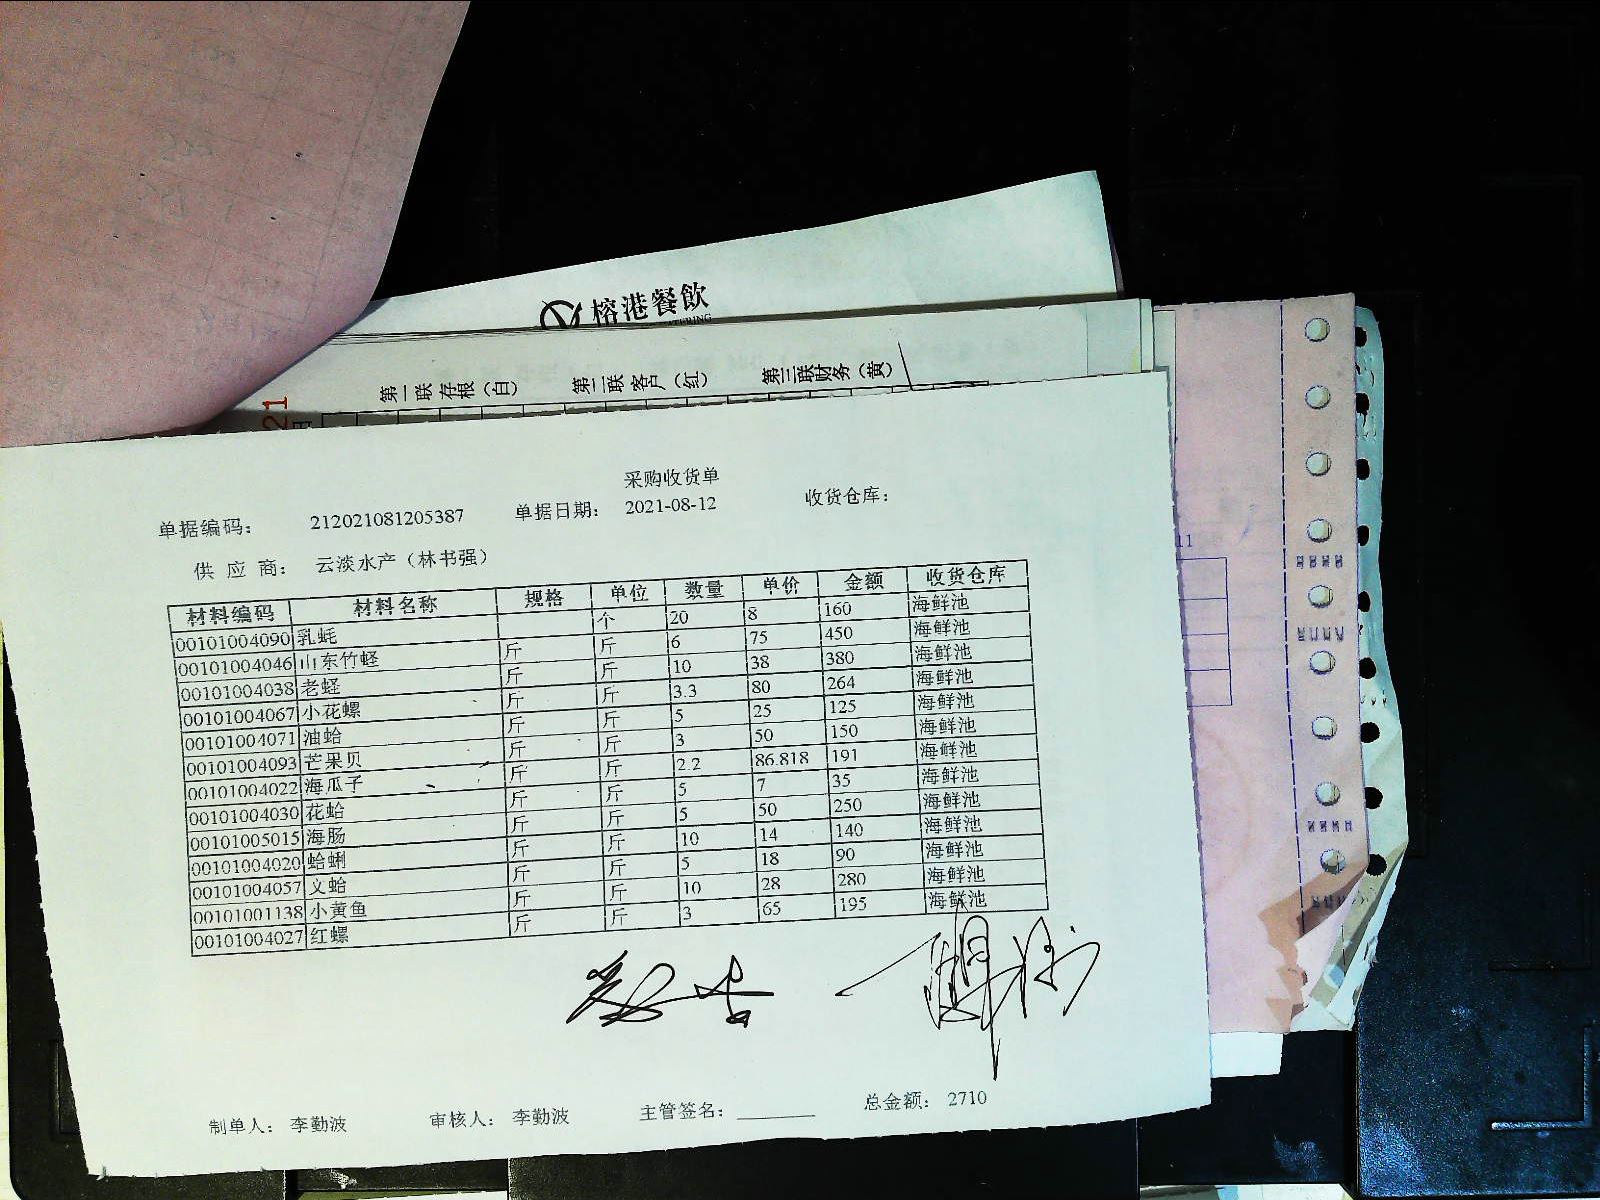 榕港餐飲
第一联存根(白)
第二联客户(红)
第三联财务(黄)
21
11
采购收货单
单据编码: 212021081205387 单据日期: 2021-08-12 收货仓库:
供 应 商: 云淡水产(林书强)
材料编码 材料名称 规格 单位 数量 单价 金额 收货仓库
00101004090 乳蚝 个 20 8 160 海鲜池
00101004046 山东竹蛏 斤 斤 6 75 450 海鲜池
00101004038 老蛏 斤 斤 10 38 380 海鲜池
00101004067 小花螺 斤 斤 3.3 80 264 海鲜池
00101004071 油蛤 斤 斤 5 25 125 海鲜池
00101004093 芒果贝 斤 斤 3 50 150 海鲜池
00101004022 海瓜子 斤 斤 2.2 86.818 191 海鲜池
00101004030 花蛤 斤 斤 5 7 35 海鲜池
00101005015 海肠 斤 斤 5 50 250 海鲜池
00101004020 蛤蜊 斤 斤 10 14 140 海鲜池
00101004057 文蛤 斤 斤 5 18 90 海鲜池
00101001138 小黄鱼 斤 斤 10 28 280 海鲜池
00101004027 红螺 斤 斤 3 65 195 海鲜池
制单人: 李勤波 审核人: 李勤波 主管签名: 总金额: 2710